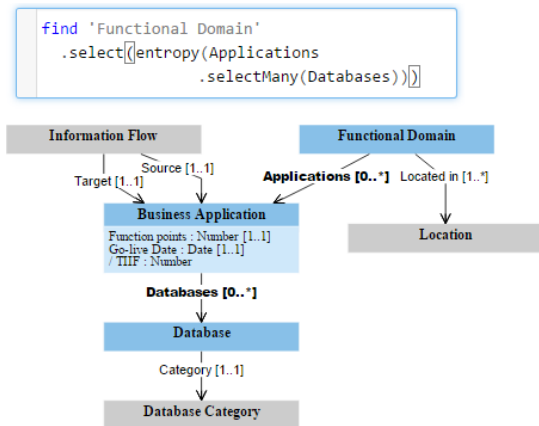 find 'Functional Domain'
.select(entropy(Applications
.selectMany(Databases)))
Information Flow
Functional Domain
Source [1..1]
Target [1..1]
Applications [0..*]
Located in [1..*]
Business Application
Function points : Number [1..1]
Go-live Date : Date [1..1]
/ TIIF : Number
Location
Databases [0..*]
Database
Category [1..1]
Database Category